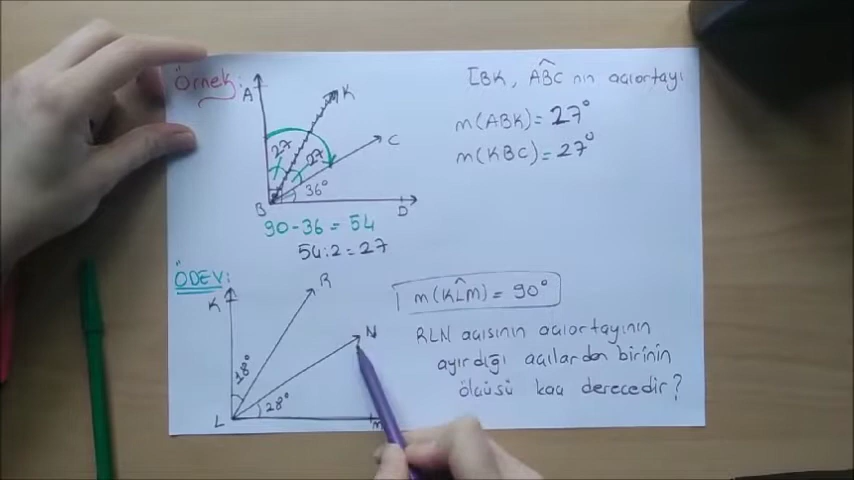 Örnek:
[BK, ABC nin açıortayı
A
K
C
27
27
36°
B
D
m(ABK)= 27°
m(KBC)= 27°
90-36 = 54
54:2=27
ÖDEV:
K
R
N
18°
28°
L
M
m(KLM)= 90°
RLN açısının açıortayının
ayırdığı açılardan birinin
ölçüsü kaç derecedir?